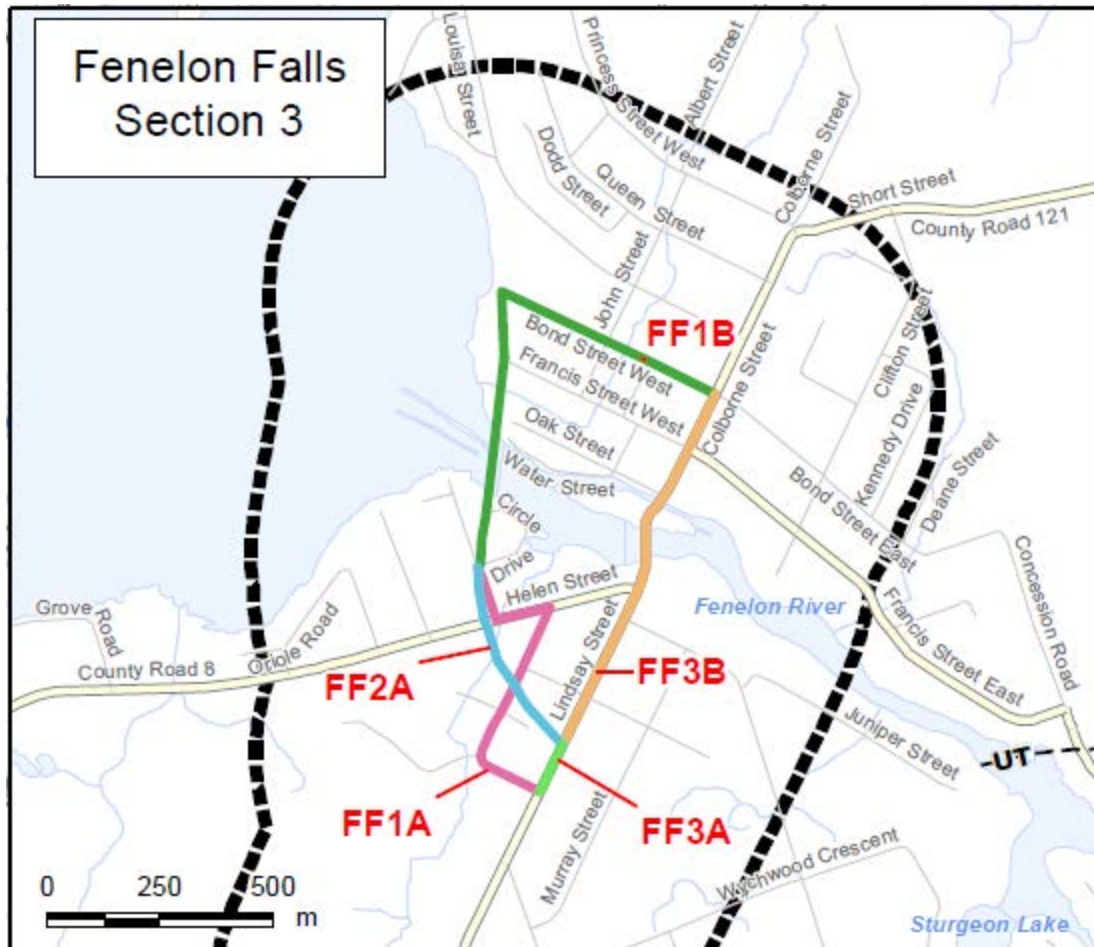 Fenelon Falls
Section 3
Louisa Street
Princess Street West
Albert Street
Colborne Street
Dodd Street
Queen Street
Short Street
County Road 121
John Street
FF1B
Bond Street West
Francis Street West
Colborne Street
Clifton Street
Kennedy Drive
Deane Street
Oak Street
Water Street
Bond Street East
Circle
Drive
Helen Street
Concession Road
Fenelon River
Francis Street East
Grove
Road
Oriole Road
County Road 8
FF2A
Lindsay Street
FF3B
Juniper Street
UT
FF1A
FF3A
Murray Street
Wychwood Crescent
Sturgeon Lake
0 250 500
m